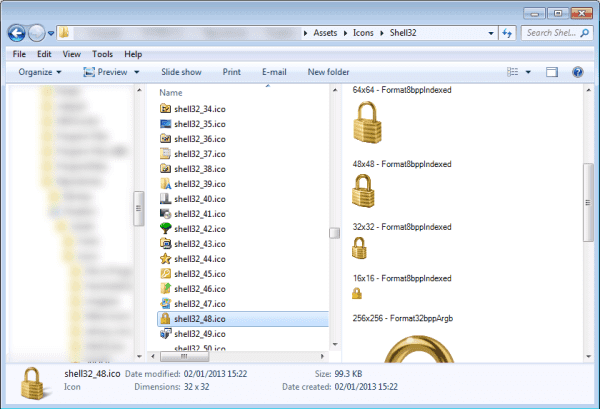 Assets Icons Shell32 Search Shel...
File Edit View Tools Help
Organize Preview Slide show Print E-mail New folder
Name
shell32_34.ico
shell32_35.ico
shell32_36.ico
shell32_37.ico
shell32_38.ico
shell32_39.ico
shell32_40.ico
shell32_41.ico
shell32_42.ico
shell32_43.ico
shell32_44.ico
shell32_45.ico
shell32_46.ico
shell32_47.ico
shell32_48.ico
shell32_49.ico
shell32_50.ico
64x64 - Format8bppIndexed
48x48 - Format8bppIndexed
32x32 - Format8bppIndexed
16x16 - Format8bppIndexed
256x256 - Format32bppArgb
shell32_48.ico Date modified: 02/01/2013 15:22 Size: 99.3 KB
Icon Dimensions: 32 x 32 Date created: 02/01/2013 15:22